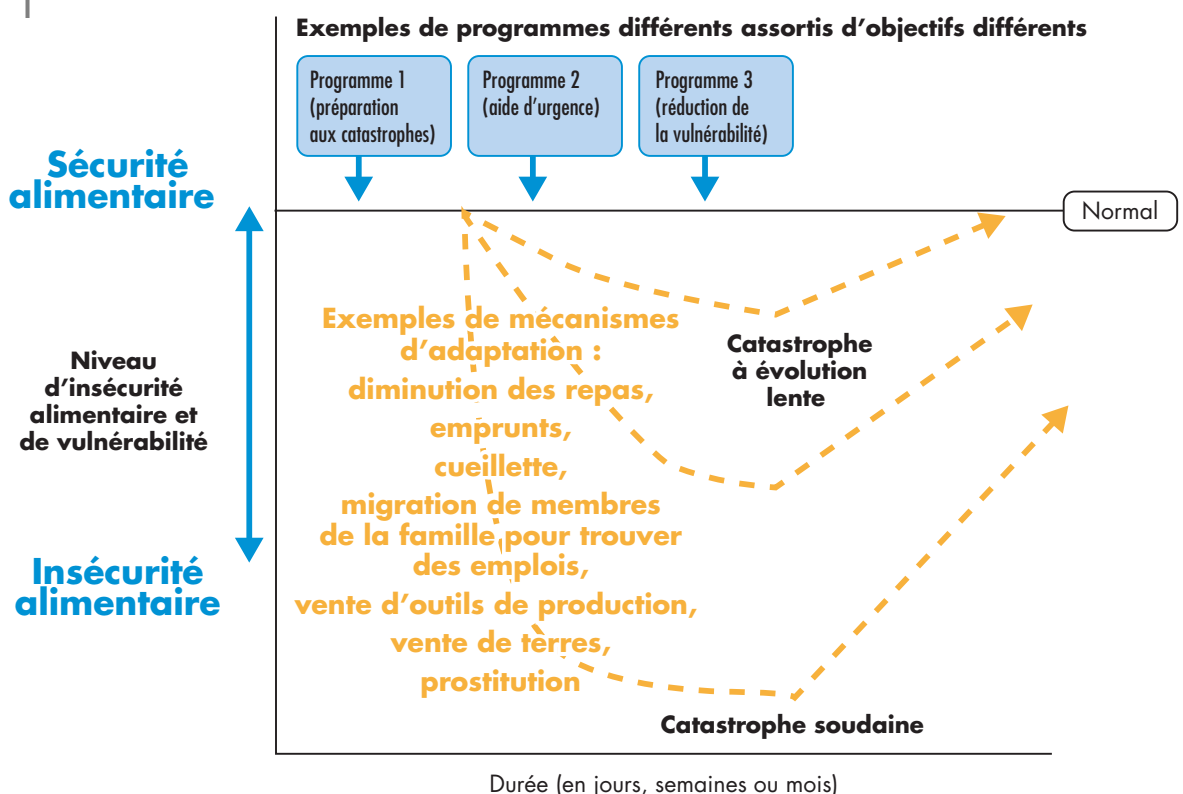 Exemples de programmes différents assortis d’objectifs différents
Programme 1
(préparation
aux catastrophes)
Programme 2
(aide d’urgence)
Programme 3
(réduction de
la vulnérabilité)
Sécurité
alimentaire
Normal
Niveau
d’insécurité
alimentaire et
de vulnérabilité
Insécurité
alimentaire
Exemples de mécanismes
d’adaptation :
diminution des repas,
emprunts,
cueillette,
migration de membres
de la famille pour trouver
des emplois,
vente d’outils de production,
vente de terres,
prostitution
Catastrophe
à évolution
lente
Catastrophe soudaine
Durée (en jours, semaines ou mois)